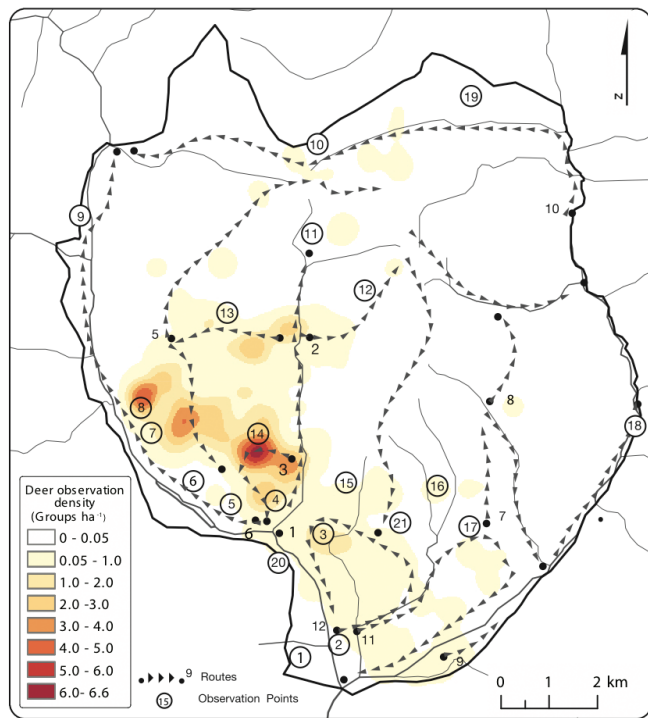 19
N
10
9
10
11
12
13
5
2
8
8
7
14
18
3
6
15
16
5
4
7
17
3
21
6
1
20
12
2
11
1
9
Deer observation
density
(Groups ha⁻¹)
0 - 0.05
0.05 - 1.0
1.0 - 2.0
2.0 -3.0
3.0 - 4.0
4.0 - 5.0
5.0 - 6.0
6.0- 6.6
9 Routes
15 Observation Points
0 1 2 km